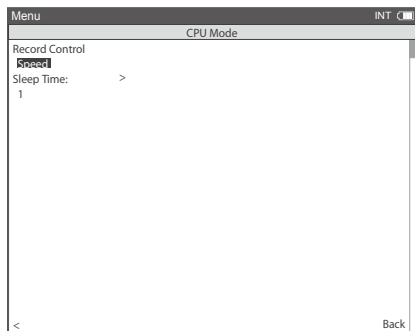 Menu INT
CPU Mode
Record Control
Speed
Sleep Time: >
1
< Back